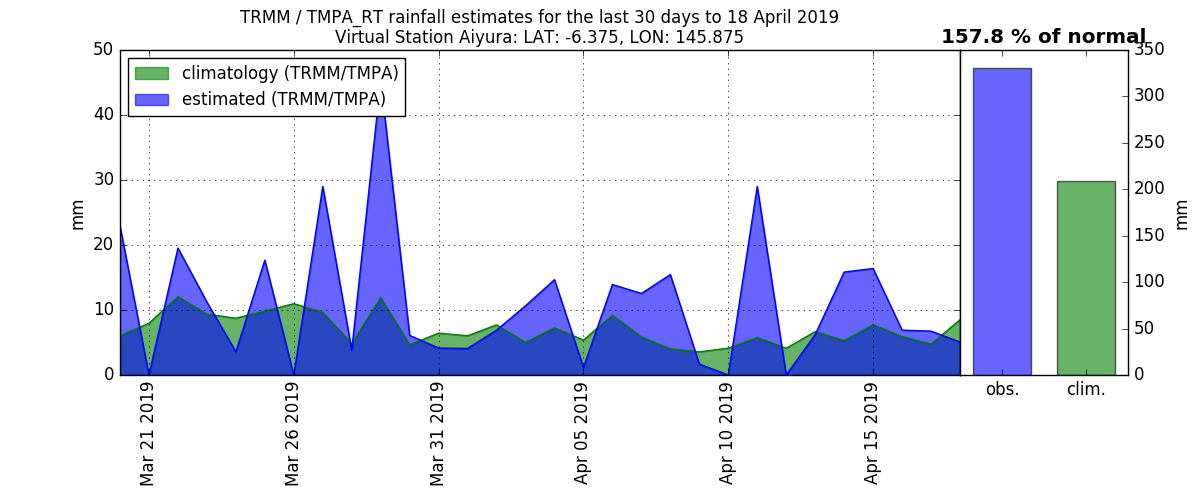 TRMM / TMPA_RT rainfall estimates for the last 30 days to 18 April 2019
Virtual Station Aiyura: LAT: -6.375, LON: 145.875
157.8 % of normal
climatology (TRMM/TMPA)
estimated (TRMM/TMPA)
50
40
30
20
10
0
mm
Mar 21 2019
Mar 26 2019
Mar 31 2019
Apr 05 2019
Apr 10 2019
Apr 15 2019
350
300
250
200
150
100
50
0
mm
obs.
clim.